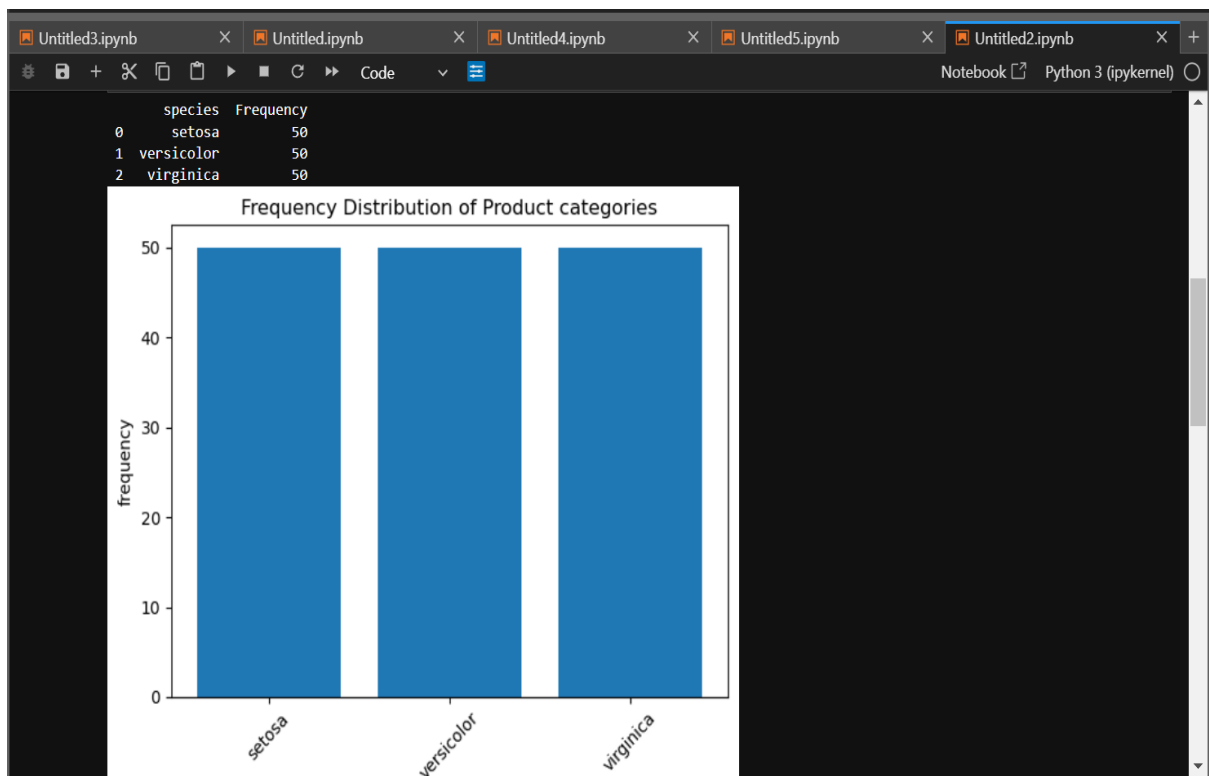 Untitled3.ipynb Untitled.ipynb Untitled4.ipynb Untitled5.ipynb Untitled2.ipynb
Code Notebook Python 3 (ipykernel)
species Frequency
0 setosa 50
1 versicolor 50
2 virginica 50
Frequency Distribution of Product categories
50
40
30
20
10
0
frequency
setosa versicolor virginica